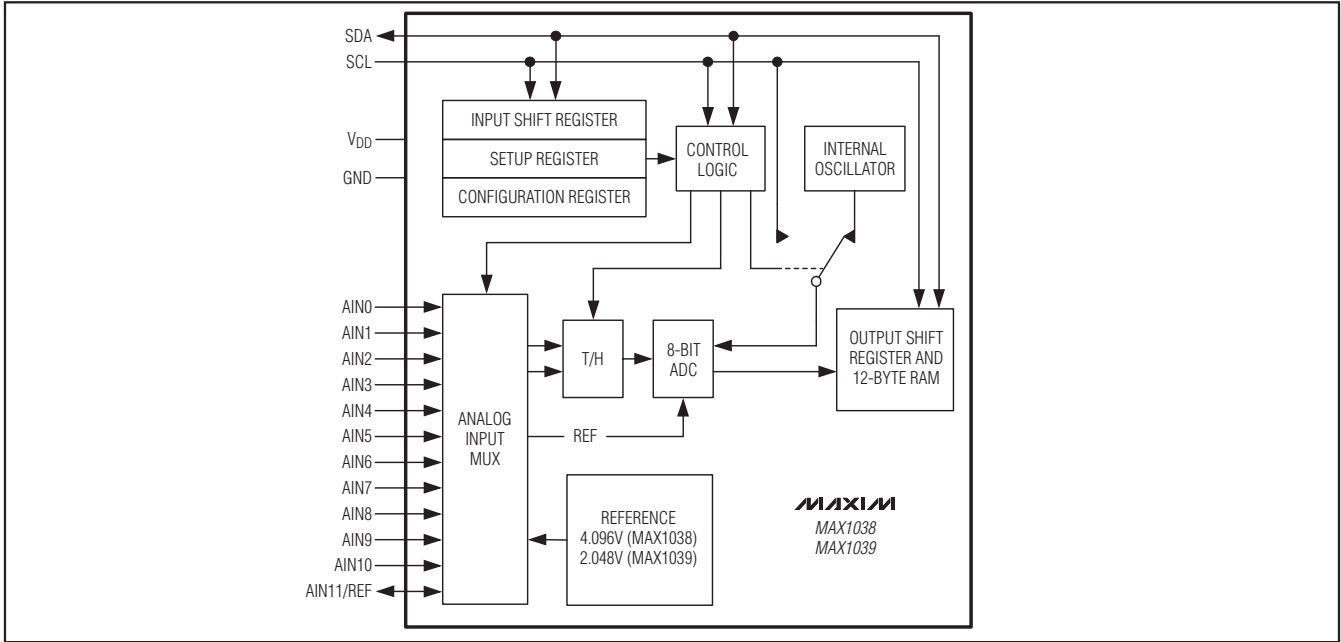 SDA
SCL
V_DD
GND
INPUT SHIFT REGISTER
SETUP REGISTER
CONFIGURATION REGISTER
CONTROL
LOGIC
INTERNAL
OSCILLATOR
AIN0
AIN1
AIN2
AIN3
AIN4
AIN5
AIN6
AIN7
AIN8
AIN9
AIN10
AIN11/REF
ANALOG
INPUT
MUX
T/H
8-BIT
ADC
OUTPUT SHIFT
REGISTER AND
12-BYTE RAM
REF
REFERENCE
4.096V (MAX1038)
2.048V (MAX1039)
MAXIM
MAX1038
MAX1039